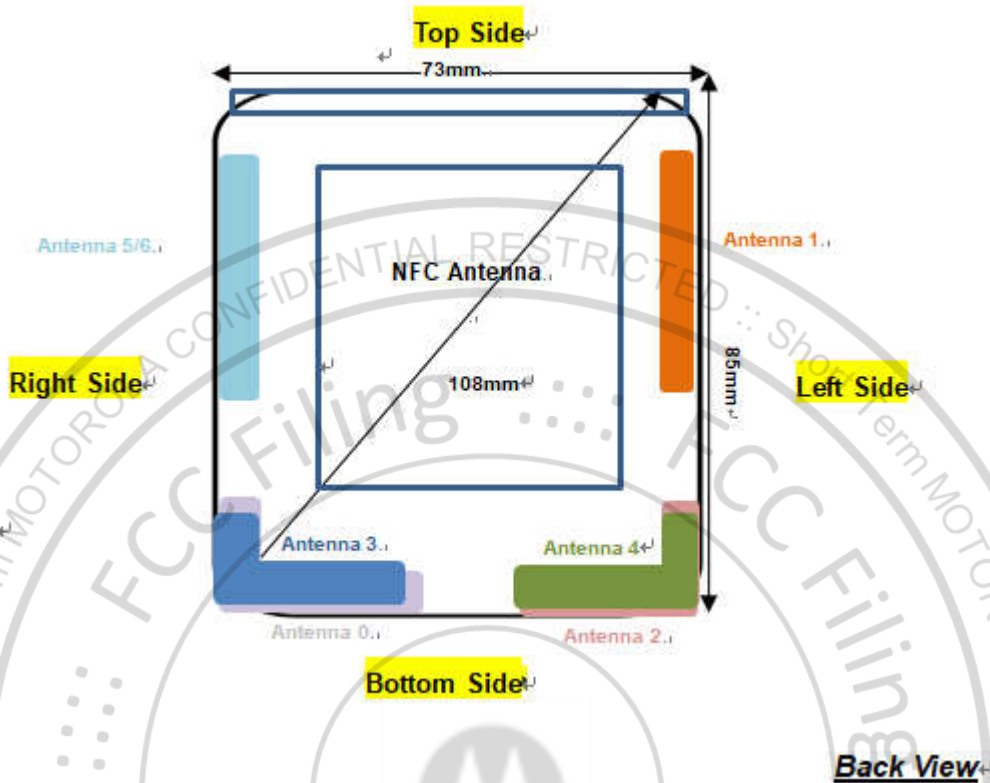 Top Side
73mm
Antenna 5/6
Antenna 1
NFC Antenna
Right Side
108mm
85mm
Left Side
Antenna 3
Antenna 4
Antenna 0
Antenna 2
Bottom Side
Back View
MOTOROLA CONFIDENTIAL RESTRICTED :: Short Term MOTOR
FCC Filing :::: FCC Filing